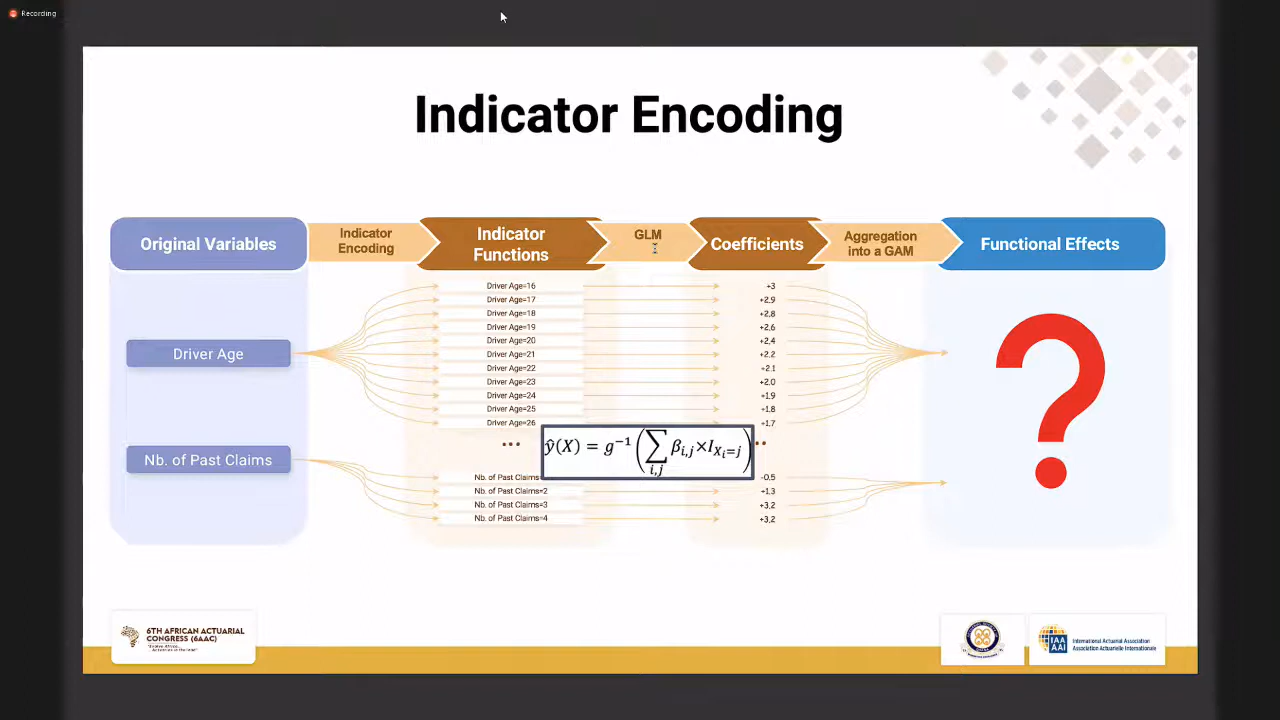 Recording
Indicator Encoding
Original Variables
Indicator
Encoding
Indicator
Functions
GLM
Coefficients
Aggregation
into a GAM
Functional Effects
Driver Age
Nb. of Past Claims
Driver Age=16
Driver Age=17
Driver Age=18
Driver Age=19
Driver Age=20
Driver Age=21
Driver Age=22
Driver Age=23
Driver Age=24
Driver Age=25
Driver Age=26
...
Nb. of Past Claims
Nb. of Past Claims=2
Nb. of Past Claims=3
Nb. of Past Claims=4
ŷ(X) = g⁻¹(∑i,j βi,j×IXi=j)
+3
+2.9
+2,8
+2,6
+2,4
+2.2
+2.1
+2.0
+1.9
+1.8
+1.7
-0,5
+1,3
+3,2
+3,2
?
6TH AFRICAN ACTUARIAL
CONGRESS (6AAC)
IAA
AAI
International Actuarial Association
Association Actuarielle Internationale